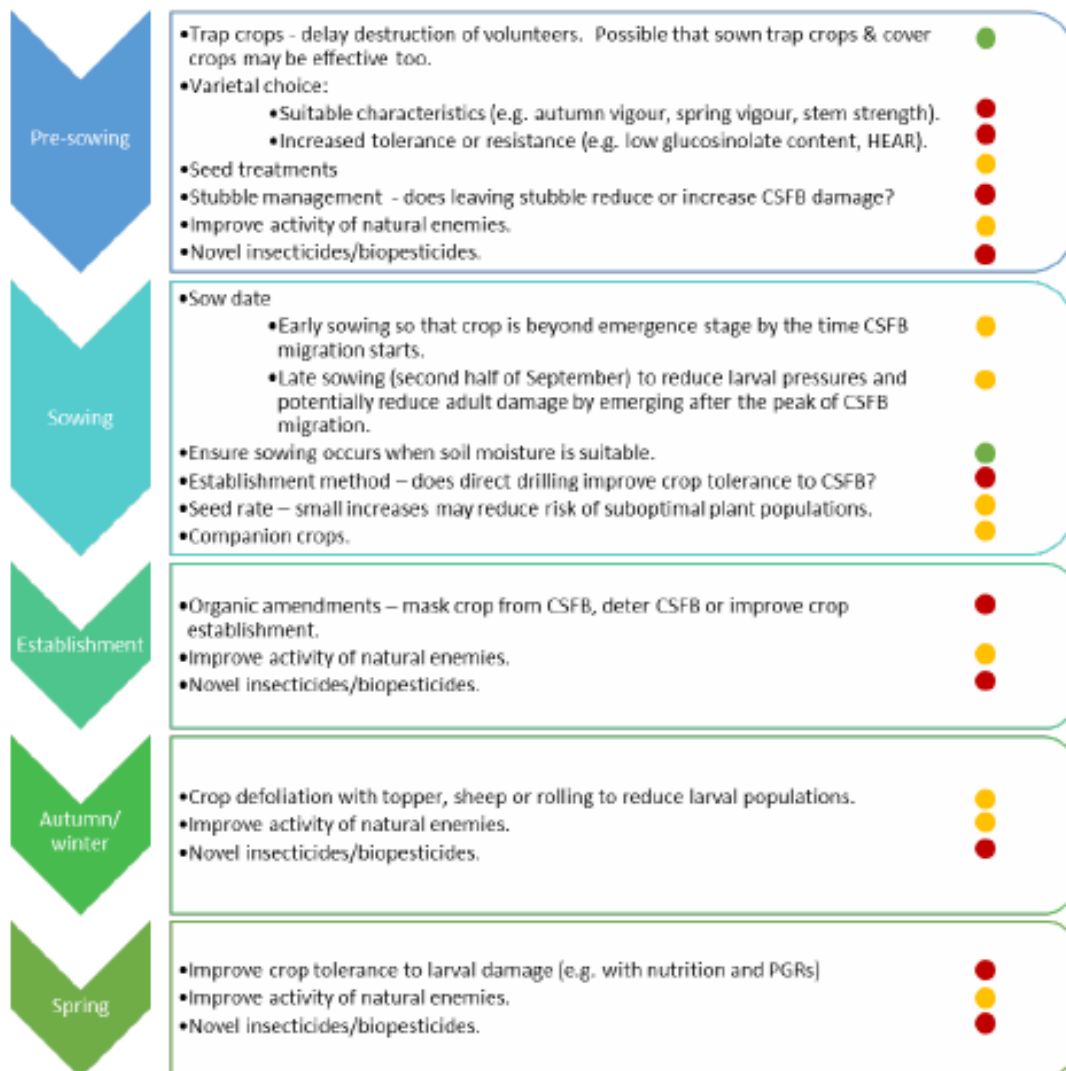 Pre-sowing
•Trap crops - delay destruction of volunteers. Possible that sown trap crops & cover
crops may be effective too.
•Varietal choice:
•Suitable characteristics (e.g. autumn vigour, spring vigour, stem strength).
•Increased tolerance or resistance (e.g. low glucosinolate content, HEAR).
•Seed treatments
•Stubble management - does leaving stubble reduce or increase CSFB damage?
•Improve activity of natural enemies.
•Novel insecticides/biopesticides.
Sowing
•Sow date
•Early sowing so that crop is beyond emergence stage by the time CSFB
migration starts.
•Late sowing (second half of September) to reduce larval pressures and
potentially reduce adult damage by emerging after the peak of CSFB
migration.
•Ensure sowing occurs when soil moisture is suitable.
•Establishment method – does direct drilling improve crop tolerance to CSFB?
•Seed rate – small increases may reduce risk of suboptimal plant populations.
•Companion crops.
Establishment
•Organic amendments – mask crop from CSFB, deter CSFB or improve crop
establishment.
•Improve activity of natural enemies.
•Novel insecticides/biopesticides.
Autumn/
winter
•Crop defoliation with topper, sheep or rolling to reduce larval populations.
•Improve activity of natural enemies.
•Novel insecticides/biopesticides.
Spring
•Improve crop tolerance to larval damage (e.g. with nutrition and PGRs)
•Improve activity of natural enemies.
•Novel insecticides/biopesticides.